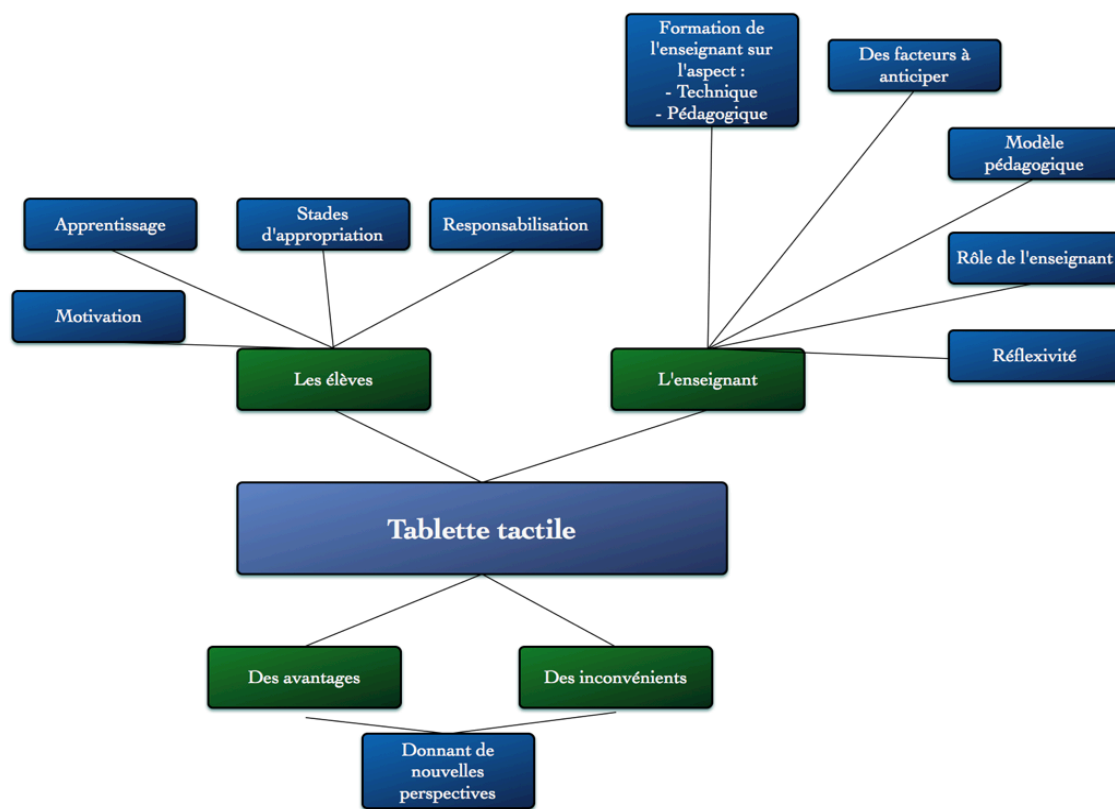 Formation de
l'enseignant sur
l'aspect :
- Technique
- Pédagogique
Des facteurs à
anticiper
Modèle
pédagogique
Apprentissage
Stades
d'appropriation
Responsabilisation
Rôle de l'enseignant
Motivation
Réflexivité
Les élèves
L'enseignant
Tablette tactile
Des avantages
Des inconvénients
Donnant de
nouvelles
perspectives